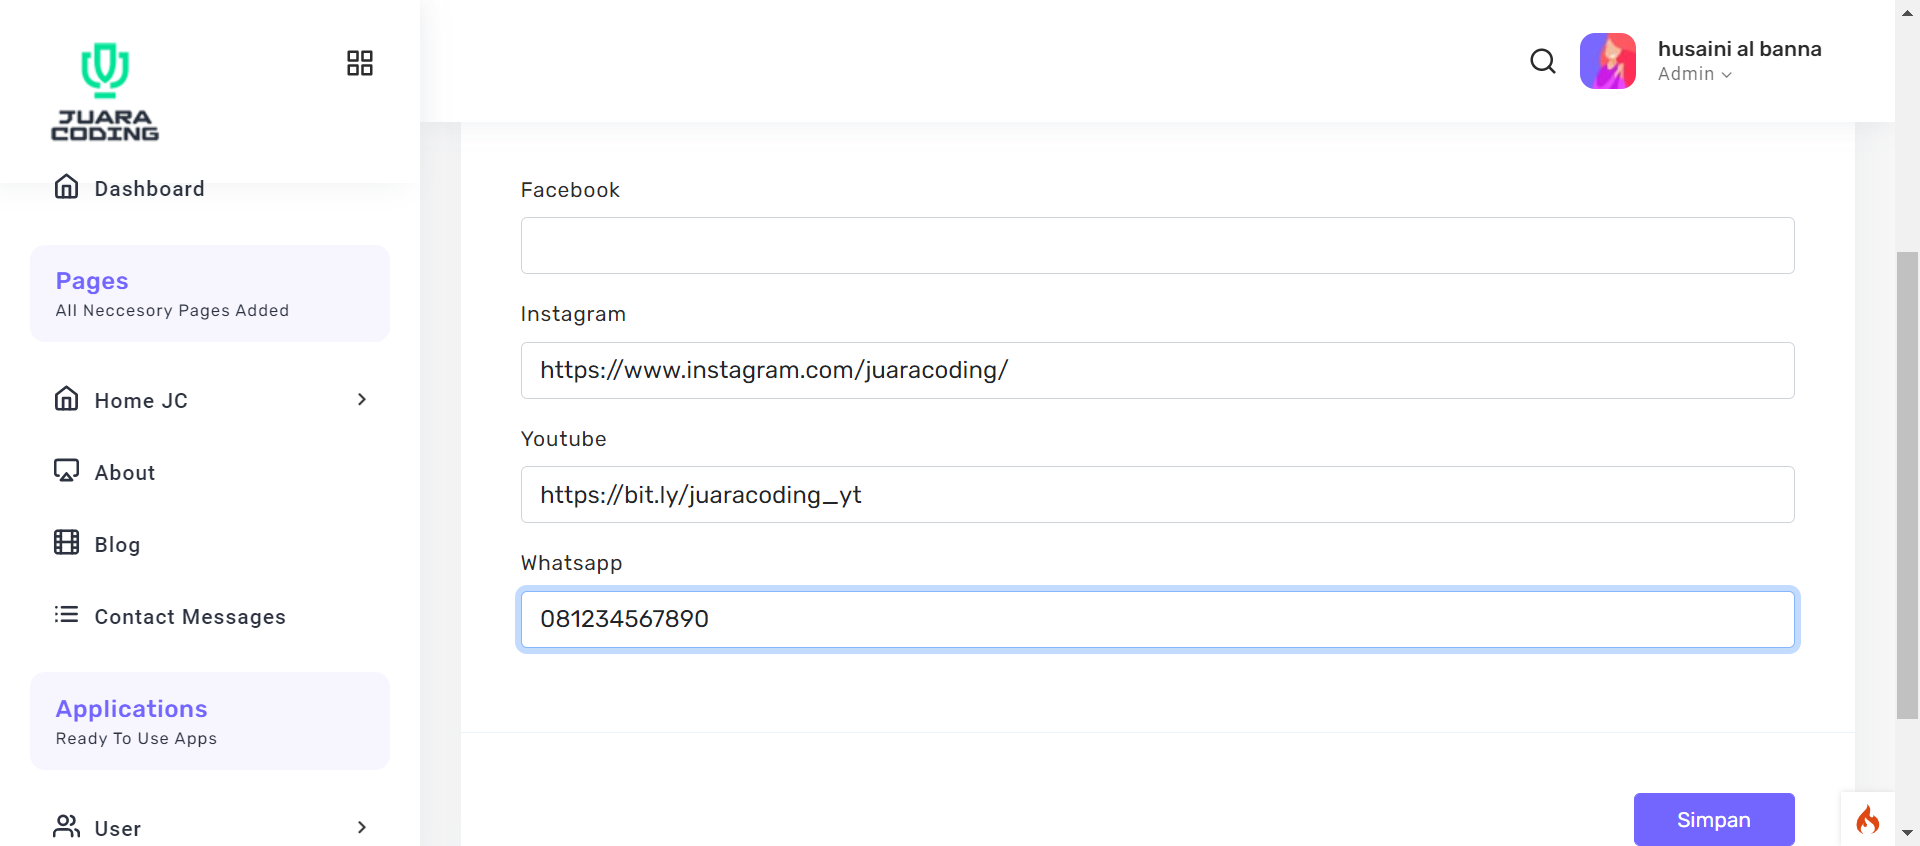 JUARA
CODING
Dashboard
Pages
All Neccesory Pages Added
Home JC
About
Blog
Contact Messages
Applications
Ready To Use Apps
User
husaini al banna
Admin
Facebook
Instagram
https://www.instagram.com/juaracoding/
Youtube
https://bit.ly/juaracoding_yt
Whatsapp
081234567890
Simpan